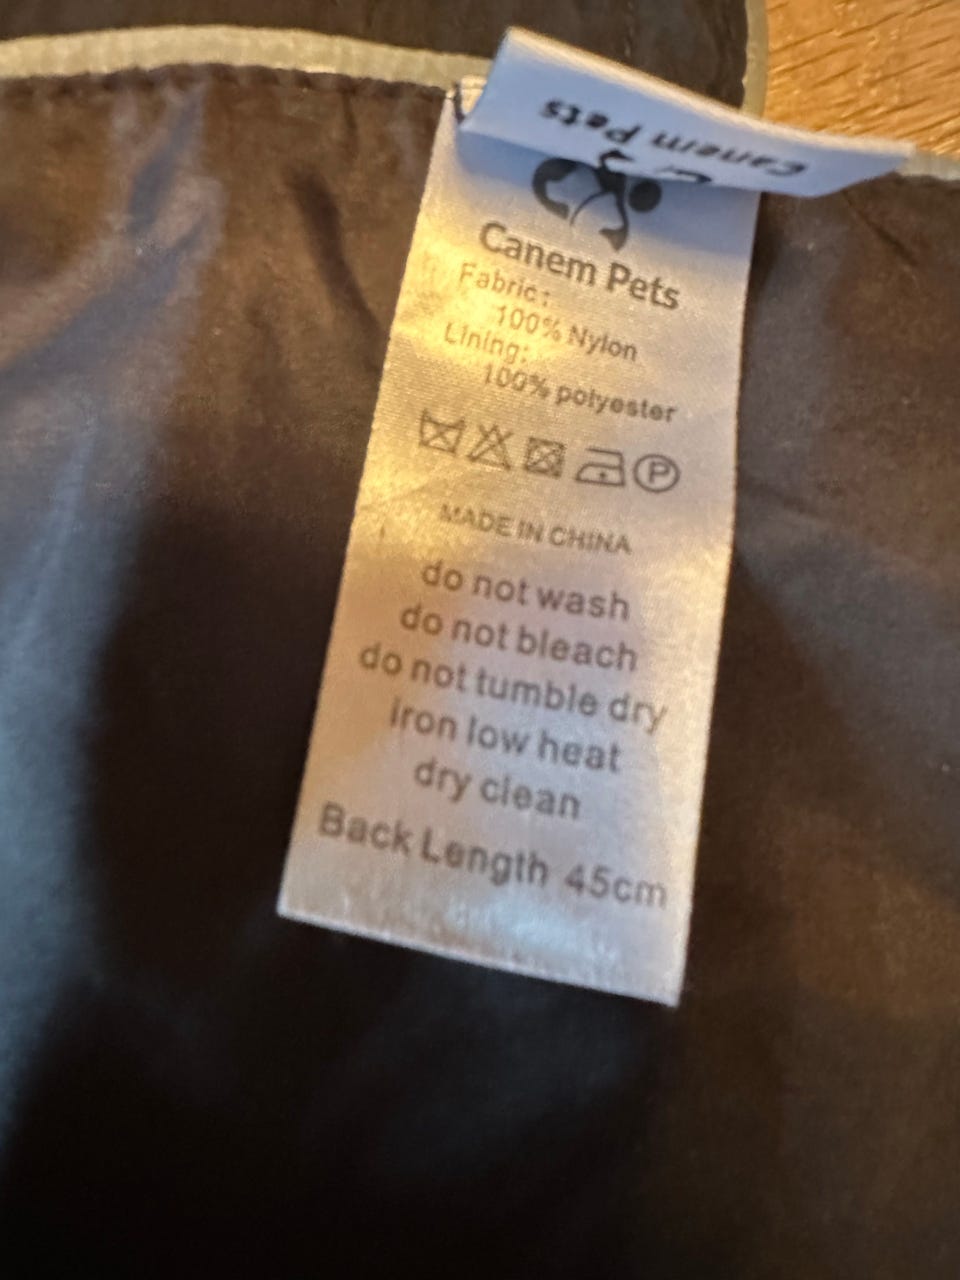 Canem Pets
Canem Pets
Fabric:
100% Nylon
Lining:
100% polyester
P
MADE IN CHINA
do not wash
do not bleach
do not tumble dry
iron low heat
dry clean
Back Length 45cm